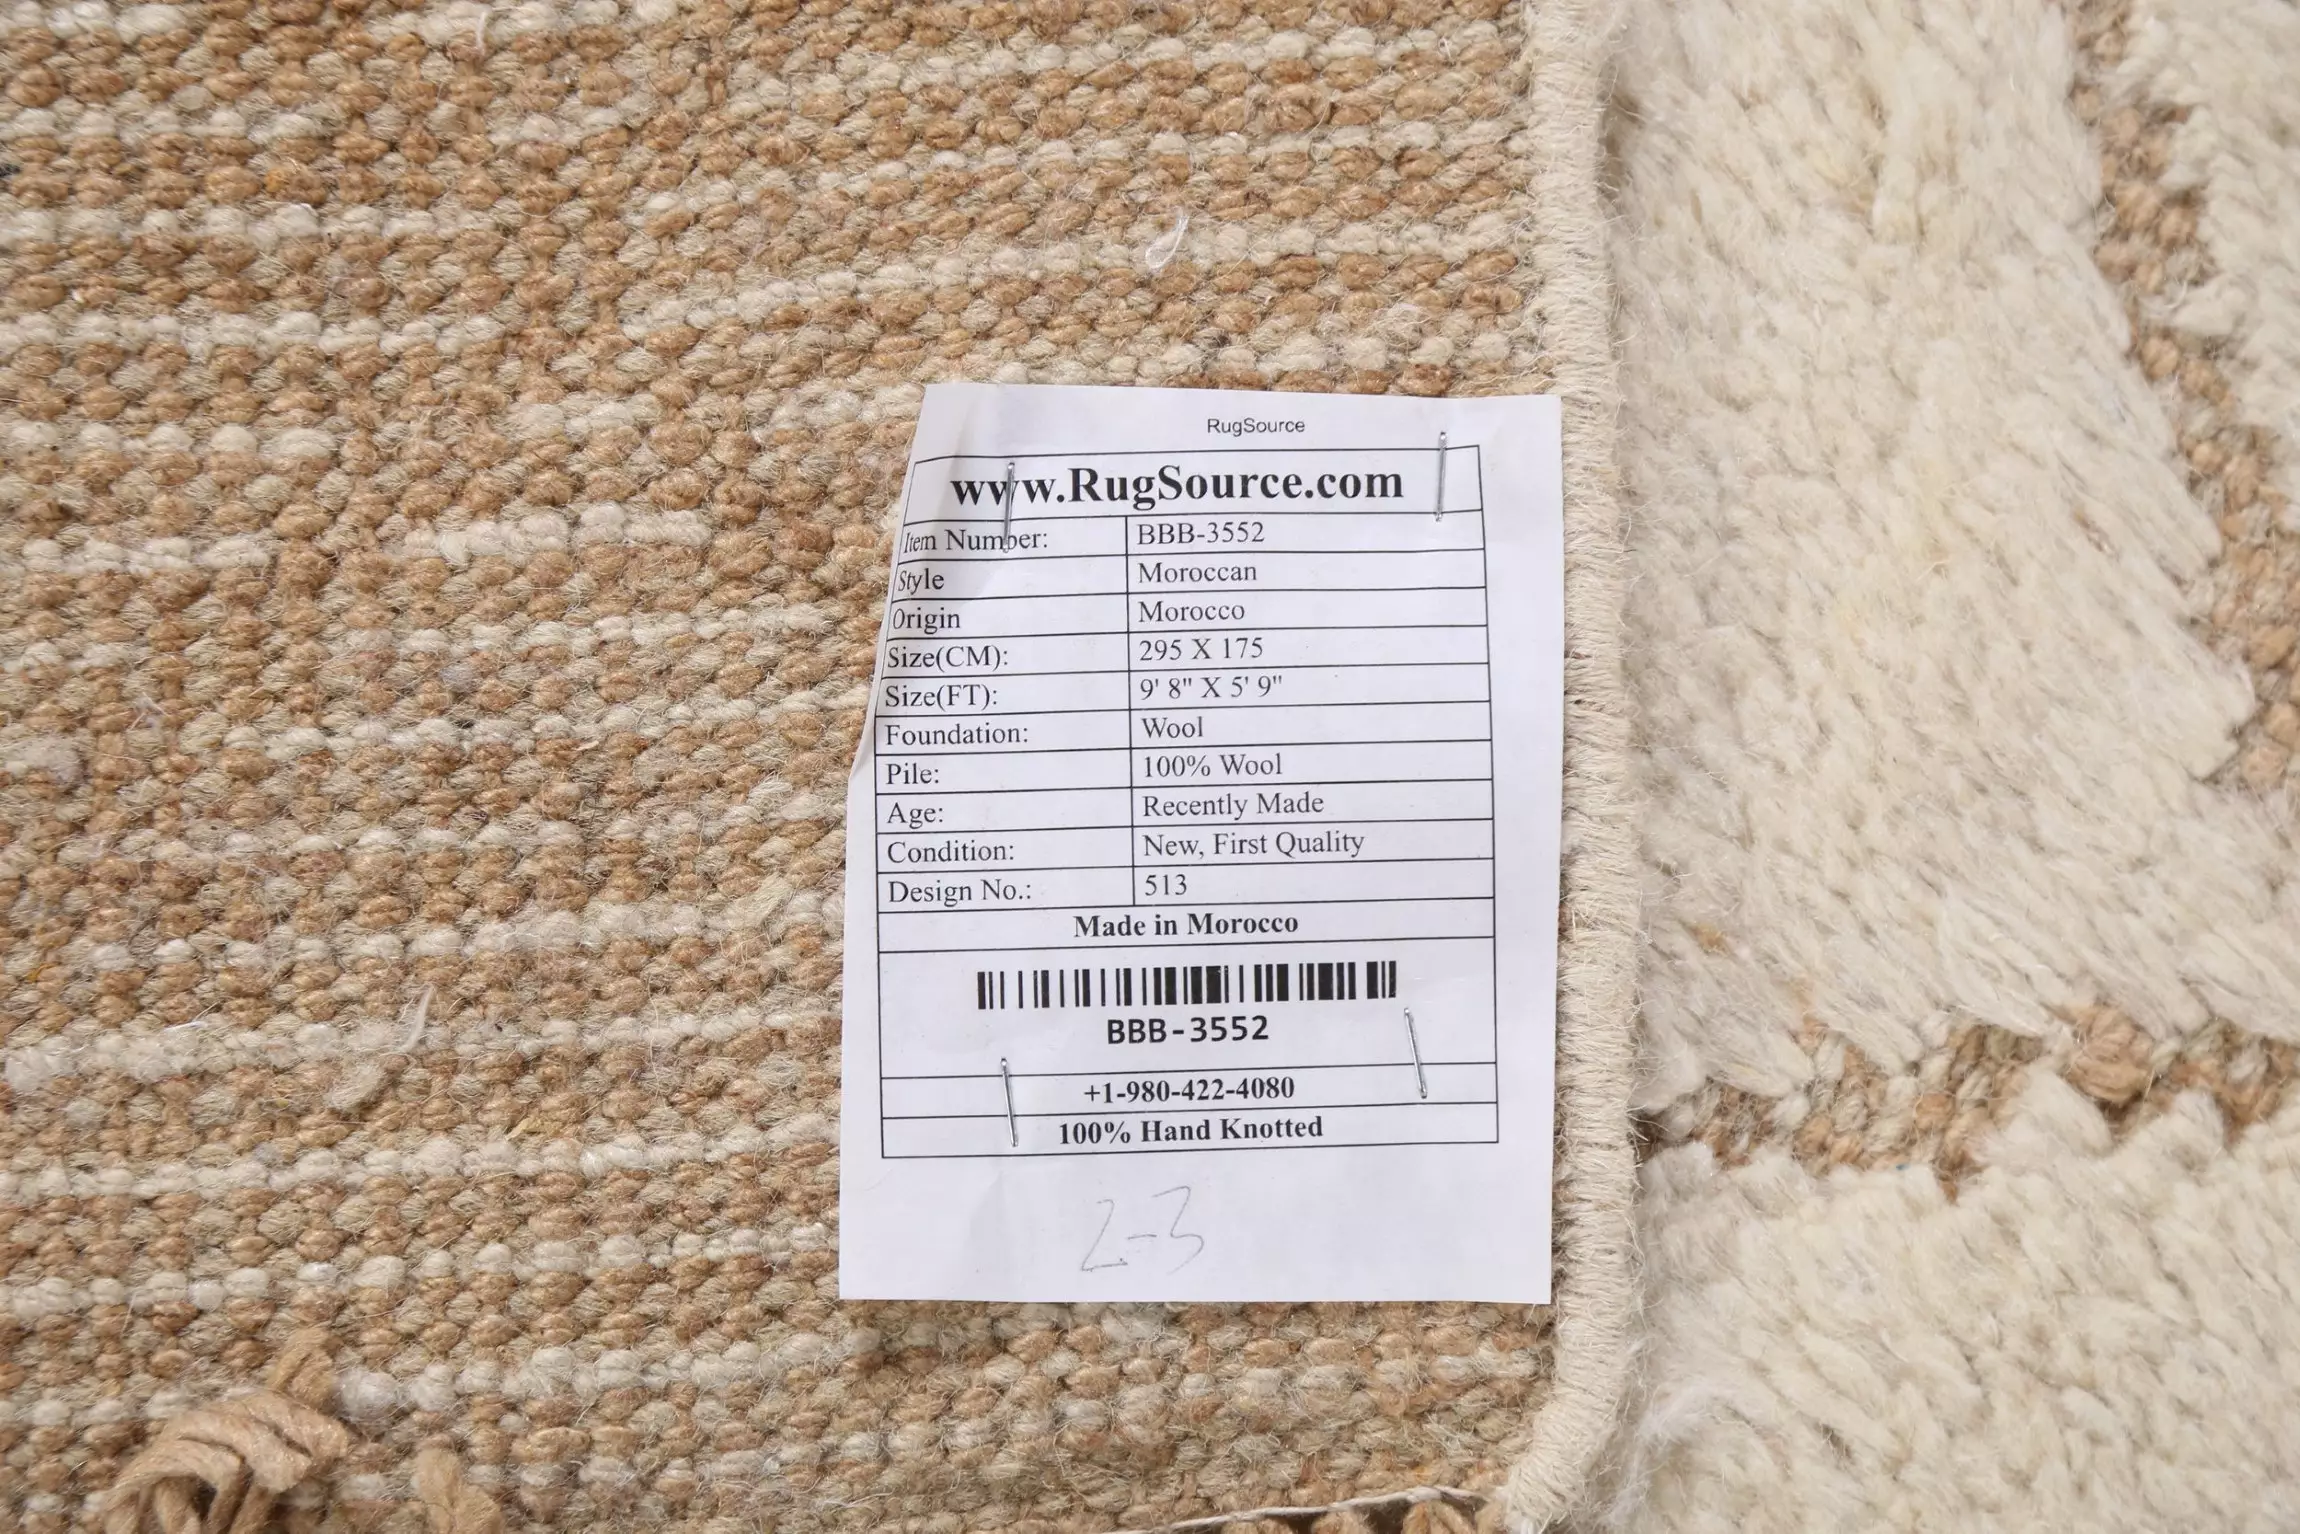 RugSource
www.RugSource.com
Item Number: BBB-3552
Style Moroccan
Origin Morocco
Size(CM): 295 X 175
Size(FT): 9' 8" X 5' 9"
Foundation: Wool
Pile: 100% Wool
Age: Recently Made
Condition: New, First Quality
Design No.: 513
Made in Morocco
BBB-3552
+1-980-422-4080
100% Hand Knotted
2-3